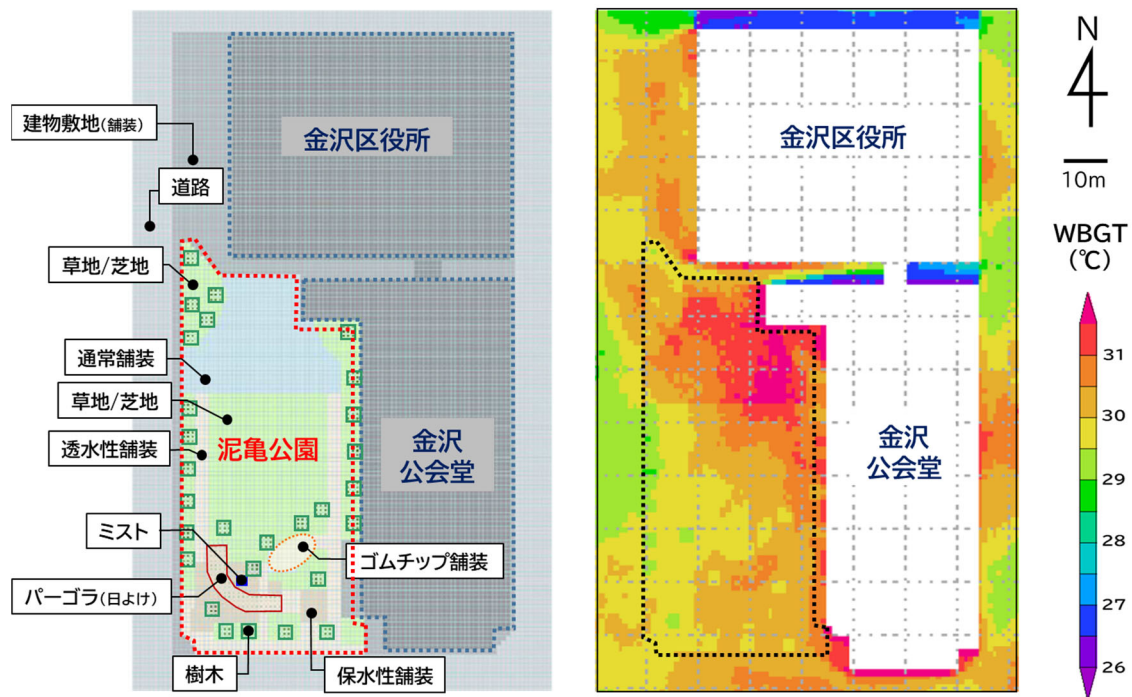 金沢区役所
建物敷地(舗装)
道路
草地/芝地
通常舗装
草地/芝地
透水性舗装
泥亀公園
金沢
公会堂
ミスト
ゴムチップ舗装
パーゴラ(日よけ)
樹木
保水性舗装
金沢区役所
金沢
公会堂
N
10m
WBGT
(℃)
31
30
29
28
27
26